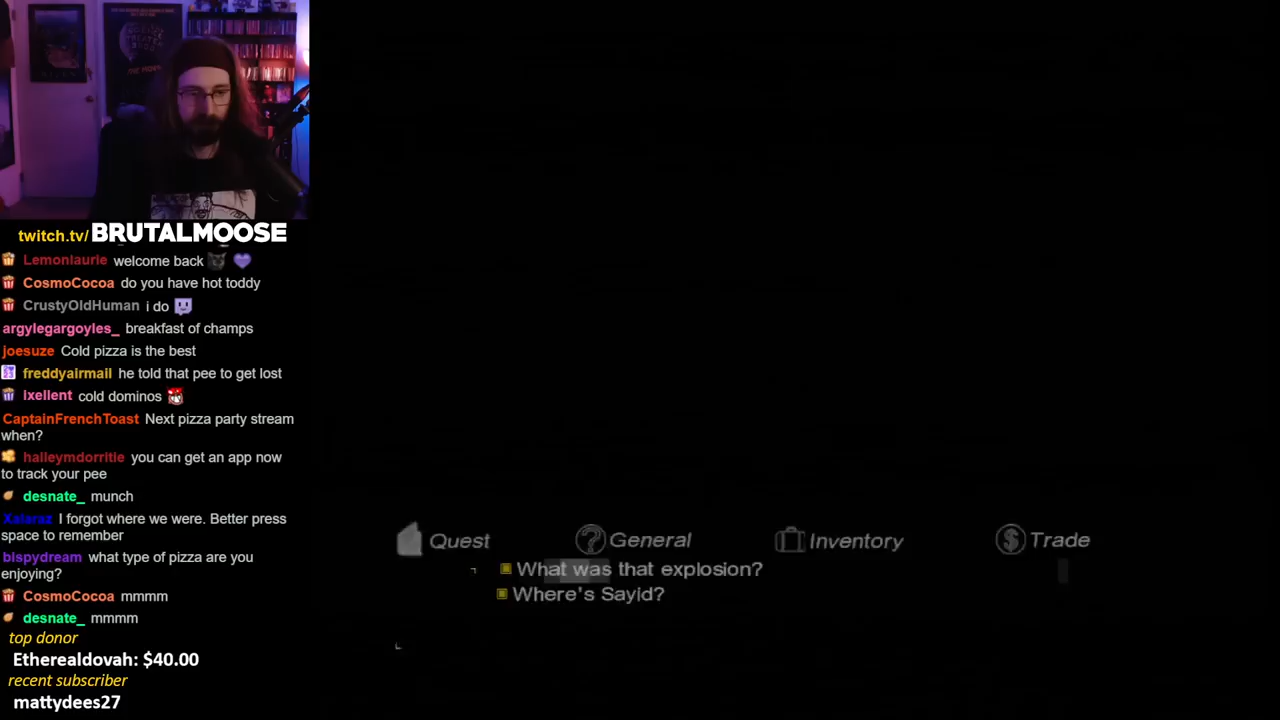 twitch.tv/BRUTALMOOSE
Lemonlaurie welcome back
CosmoCocoa do you have hot toddy
CrustyOldHuman i do
argylegargoyles_ breakfast of champs
joesuze Cold pizza is the best
freddyairmail he told that pee to get lost
ixellent cold dominos
CaptainFrenchToast Next pizza party stream
when?
halleymdorritie you can get an app now
to track your pee
desnate_ munch
I forgot where we were. Better press
space to remember
bispydream what type of pizza are you
enjoying?
CosmoCocoa mmmm
desnate_ mmmm
top donor
Etherealdovah: $40.00
recent subscriber
mattydees27
Quest General Inventory Trade
What was that explosion?
Where's Sayid?